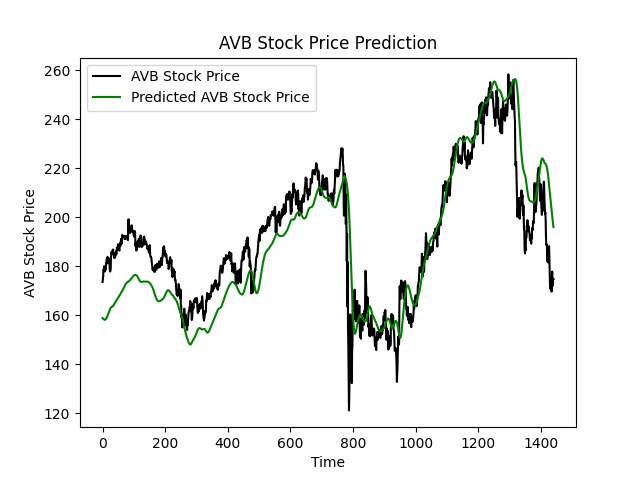 AVB Stock Price Prediction
AVB Stock Price
Predicted AVB Stock Price
AVB Stock Price
260
240
220
200
180
160
140
120
0 200 400 600 800 1000 1200 1400
Time